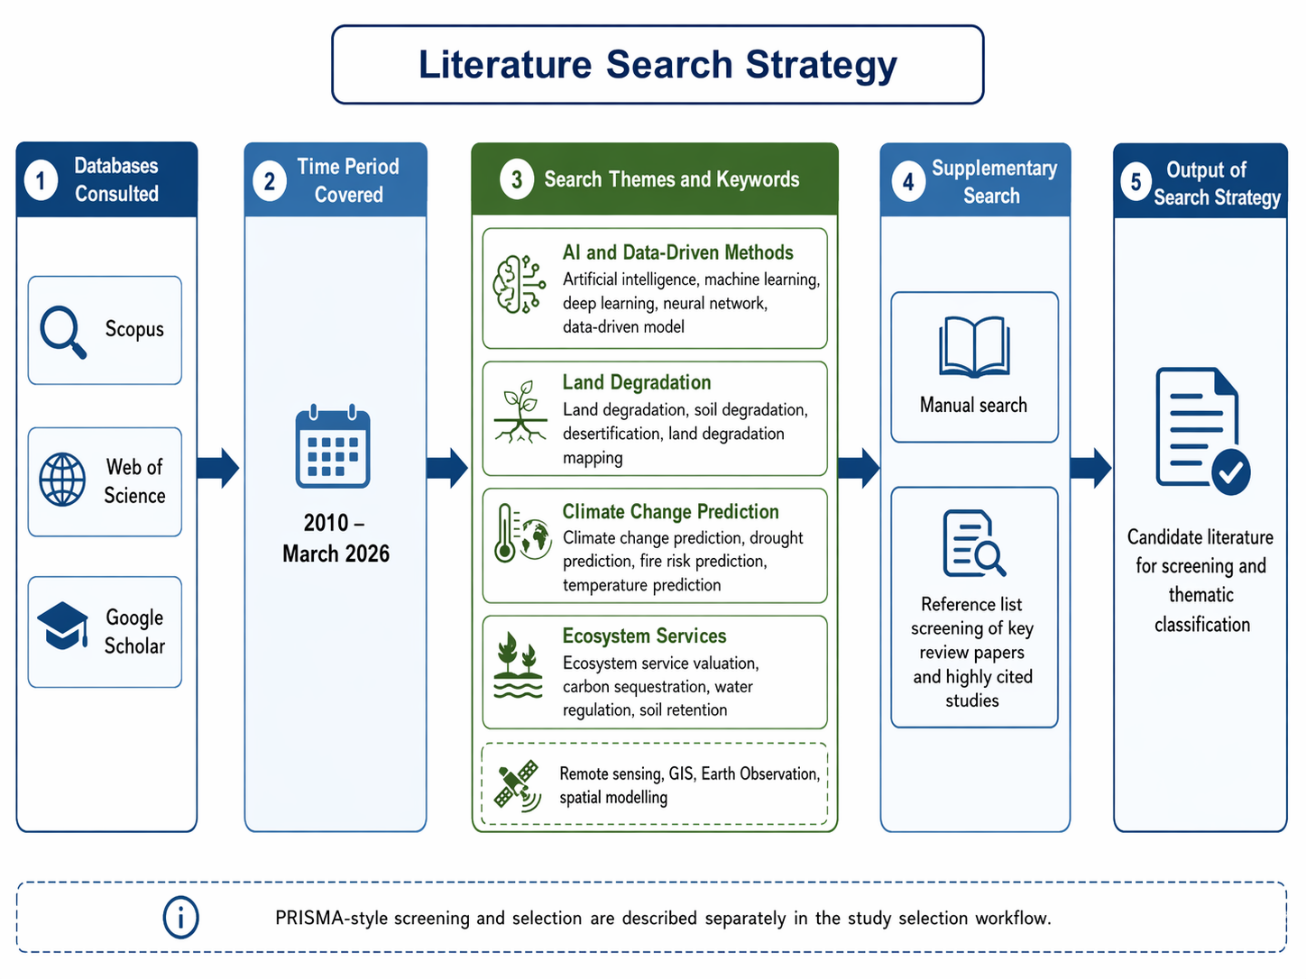 Literature Search Strategy
1
Databases
Consulted
Scopus
Web of
Science
Google
Scholar
2
Time Period
Covered
2010 –
March 2026
3
Search Themes and Keywords
AI and Data-Driven Methods
Artificial intelligence, machine learning,
deep learning, neural network,
data-driven model
Land Degradation
Land degradation, soil degradation,
desertification, land degradation
mapping
Climate Change Prediction
Climate change prediction, drought
prediction, fire risk prediction,
temperature prediction
Ecosystem Services
Ecosystem service valuation,
carbon sequestration, water
regulation, soil retention
Remote sensing, GIS, Earth Observation,
spatial modelling
4
Supplementary
Search
Manual search
Reference list
screening of key
review papers
and highly cited
studies
5
Output of
Search Strategy
Candidate literature
for screening and
thematic
classification
PRISMA-style screening and selection are described separately in the study selection workflow.